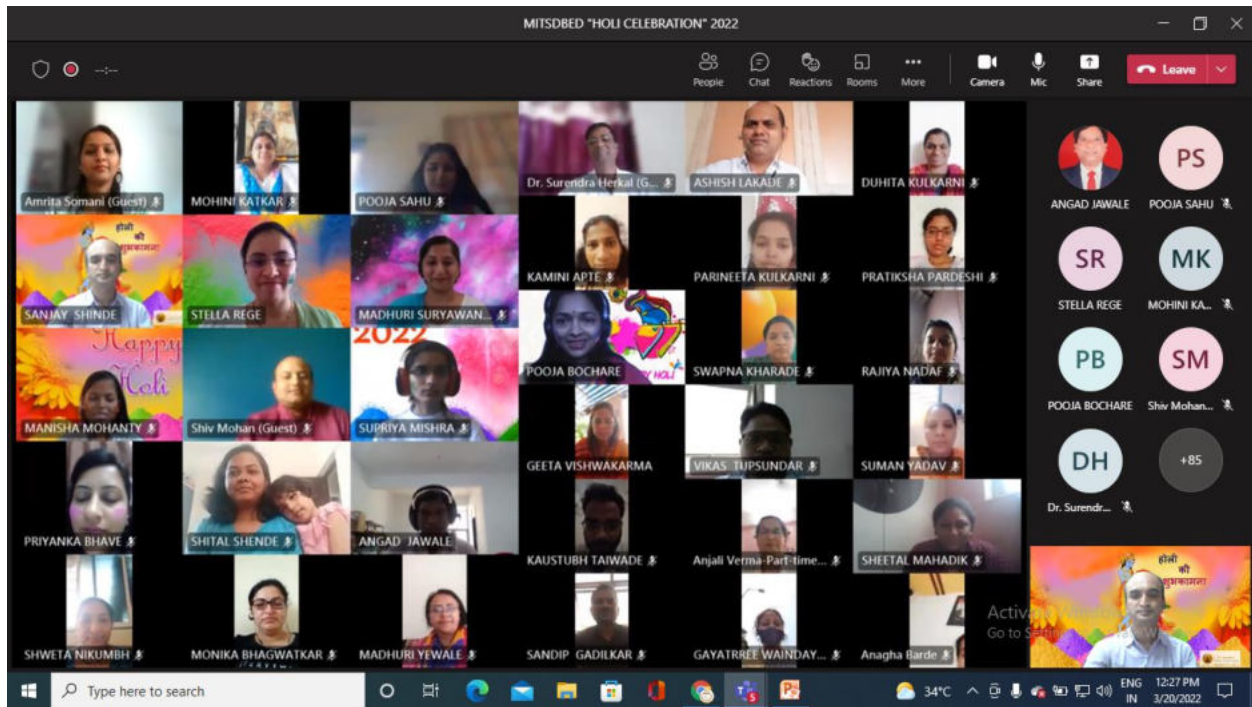 MITSDBED "HOLI CELEBRATION" 2022
--:--
People Chat Reactions Rooms More Camera Mic Share Leave
Amrita Somani (Guest)
MOHINI KATKAR
POOJA SAHU
Dr. Surendra Herkal (G...
ASHISH LAKADE
DUHITA KULKARNI
होली
की
शुभकामना
SANJAY SHINDE
STELLA REGE
MADHURI SURYAWAN...
KAMINI APTE
PARINEETA KULKARNI
PRATIKSHA PARDESHI
Happy
Holi
MANISHA MOHANTY
Shiv Mohan (Guest)
2022
SUPRIYA MISHRA
HOLI
POOJA BOCHARE
SWAPNA KHARADE
RAJIYA NADAF
GEETA VISHWAKARMA
VIKAS TUPSUNDAR
SUMAN YADAV
PRIYANKA BHAVE
SHITAL SHENDE
ANGAD JAWALE
KAUSTUBH TAIWADE
Anjali Verma-Part-time...
SHEETAL MAHADIK
SHWETA NIKUMBH
MONIKA BHAGWATKAR
MADHURI YEWALE
SANDIP GADILKAR
GAYATRREE WAINDAY...
Anagha Barde
ANGAD JAWALE
PS
POOJA SAHU
SR
STELLA REGE
MK
MOHINI KA...
PB
POOJA BOCHARE
SM
Shiv Mohan...
DH
Dr. Surendr...
+85
होली
की
शुभकामना
Go to
Type here to search
34°C
ENG
IN
12:27 PM
3/20/2022